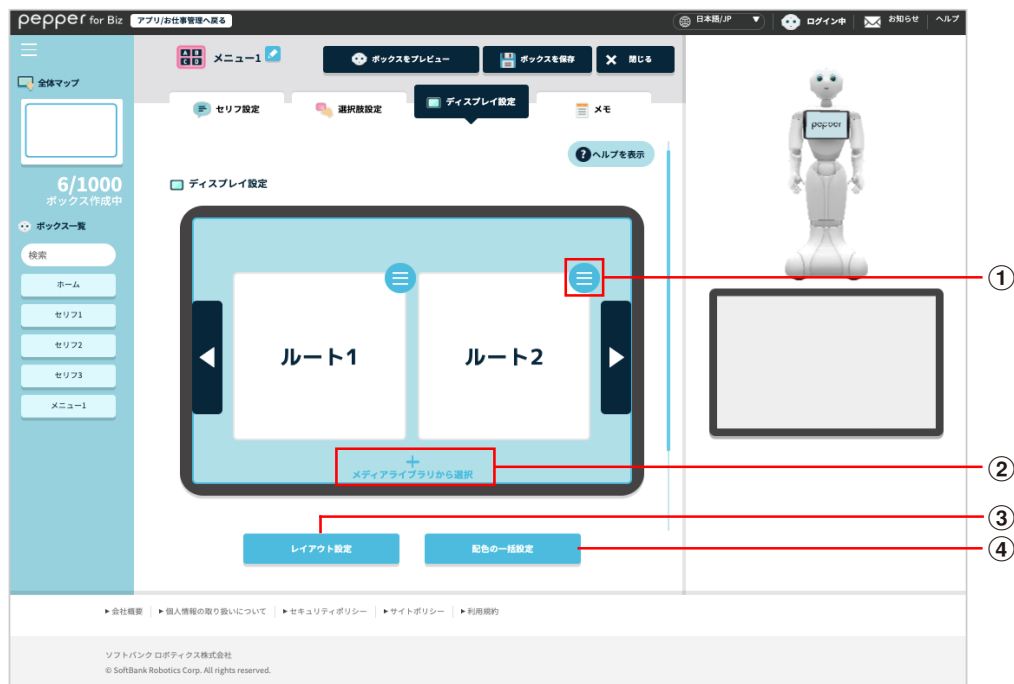 pepper for Biz アプリ/お仕事管理へ戻る 日本語/JP ▼ ログイン中 お知らせ ヘルプ
全体マップ
6/1000
ボックス作成中
ボックス一覧
検索
ホーム
セリフ1
セリフ2
セリフ3
メニュー1
A B C D メニュー1 ボックスをプレビュー ボックスを保存 × 閉じる
セリフ設定 選択肢設定 ディスプレイ設定 メモ
? ヘルプを表示
ディスプレイ設定
ルート1 ルート2
+
メディアライブラリから選択
レイアウト設定 配色の一括設定
pepper
①
②
③
④
▶会社概要 ▶個人情報の取り扱いについて ▶セキュリティポリシー ▶サイトポリシー ▶利用規約
ソフトバンク ロボティクス株式会社
© SoftBank Robotics Corp. All rights reserved.